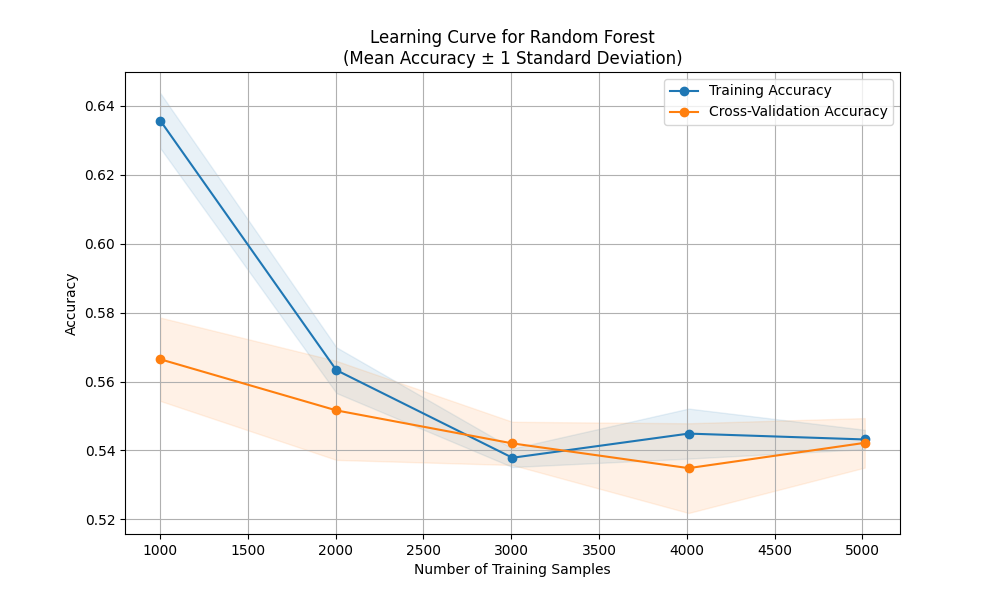 Learning Curve for Random Forest
(Mean Accuracy ± 1 Standard Deviation)
Training Accuracy
Cross-Validation Accuracy
0.64
0.62
0.60
0.58
0.56
0.54
0.52
Accuracy
1000 1500 2000 2500 3000 3500 4000 4500 5000
Number of Training Samples